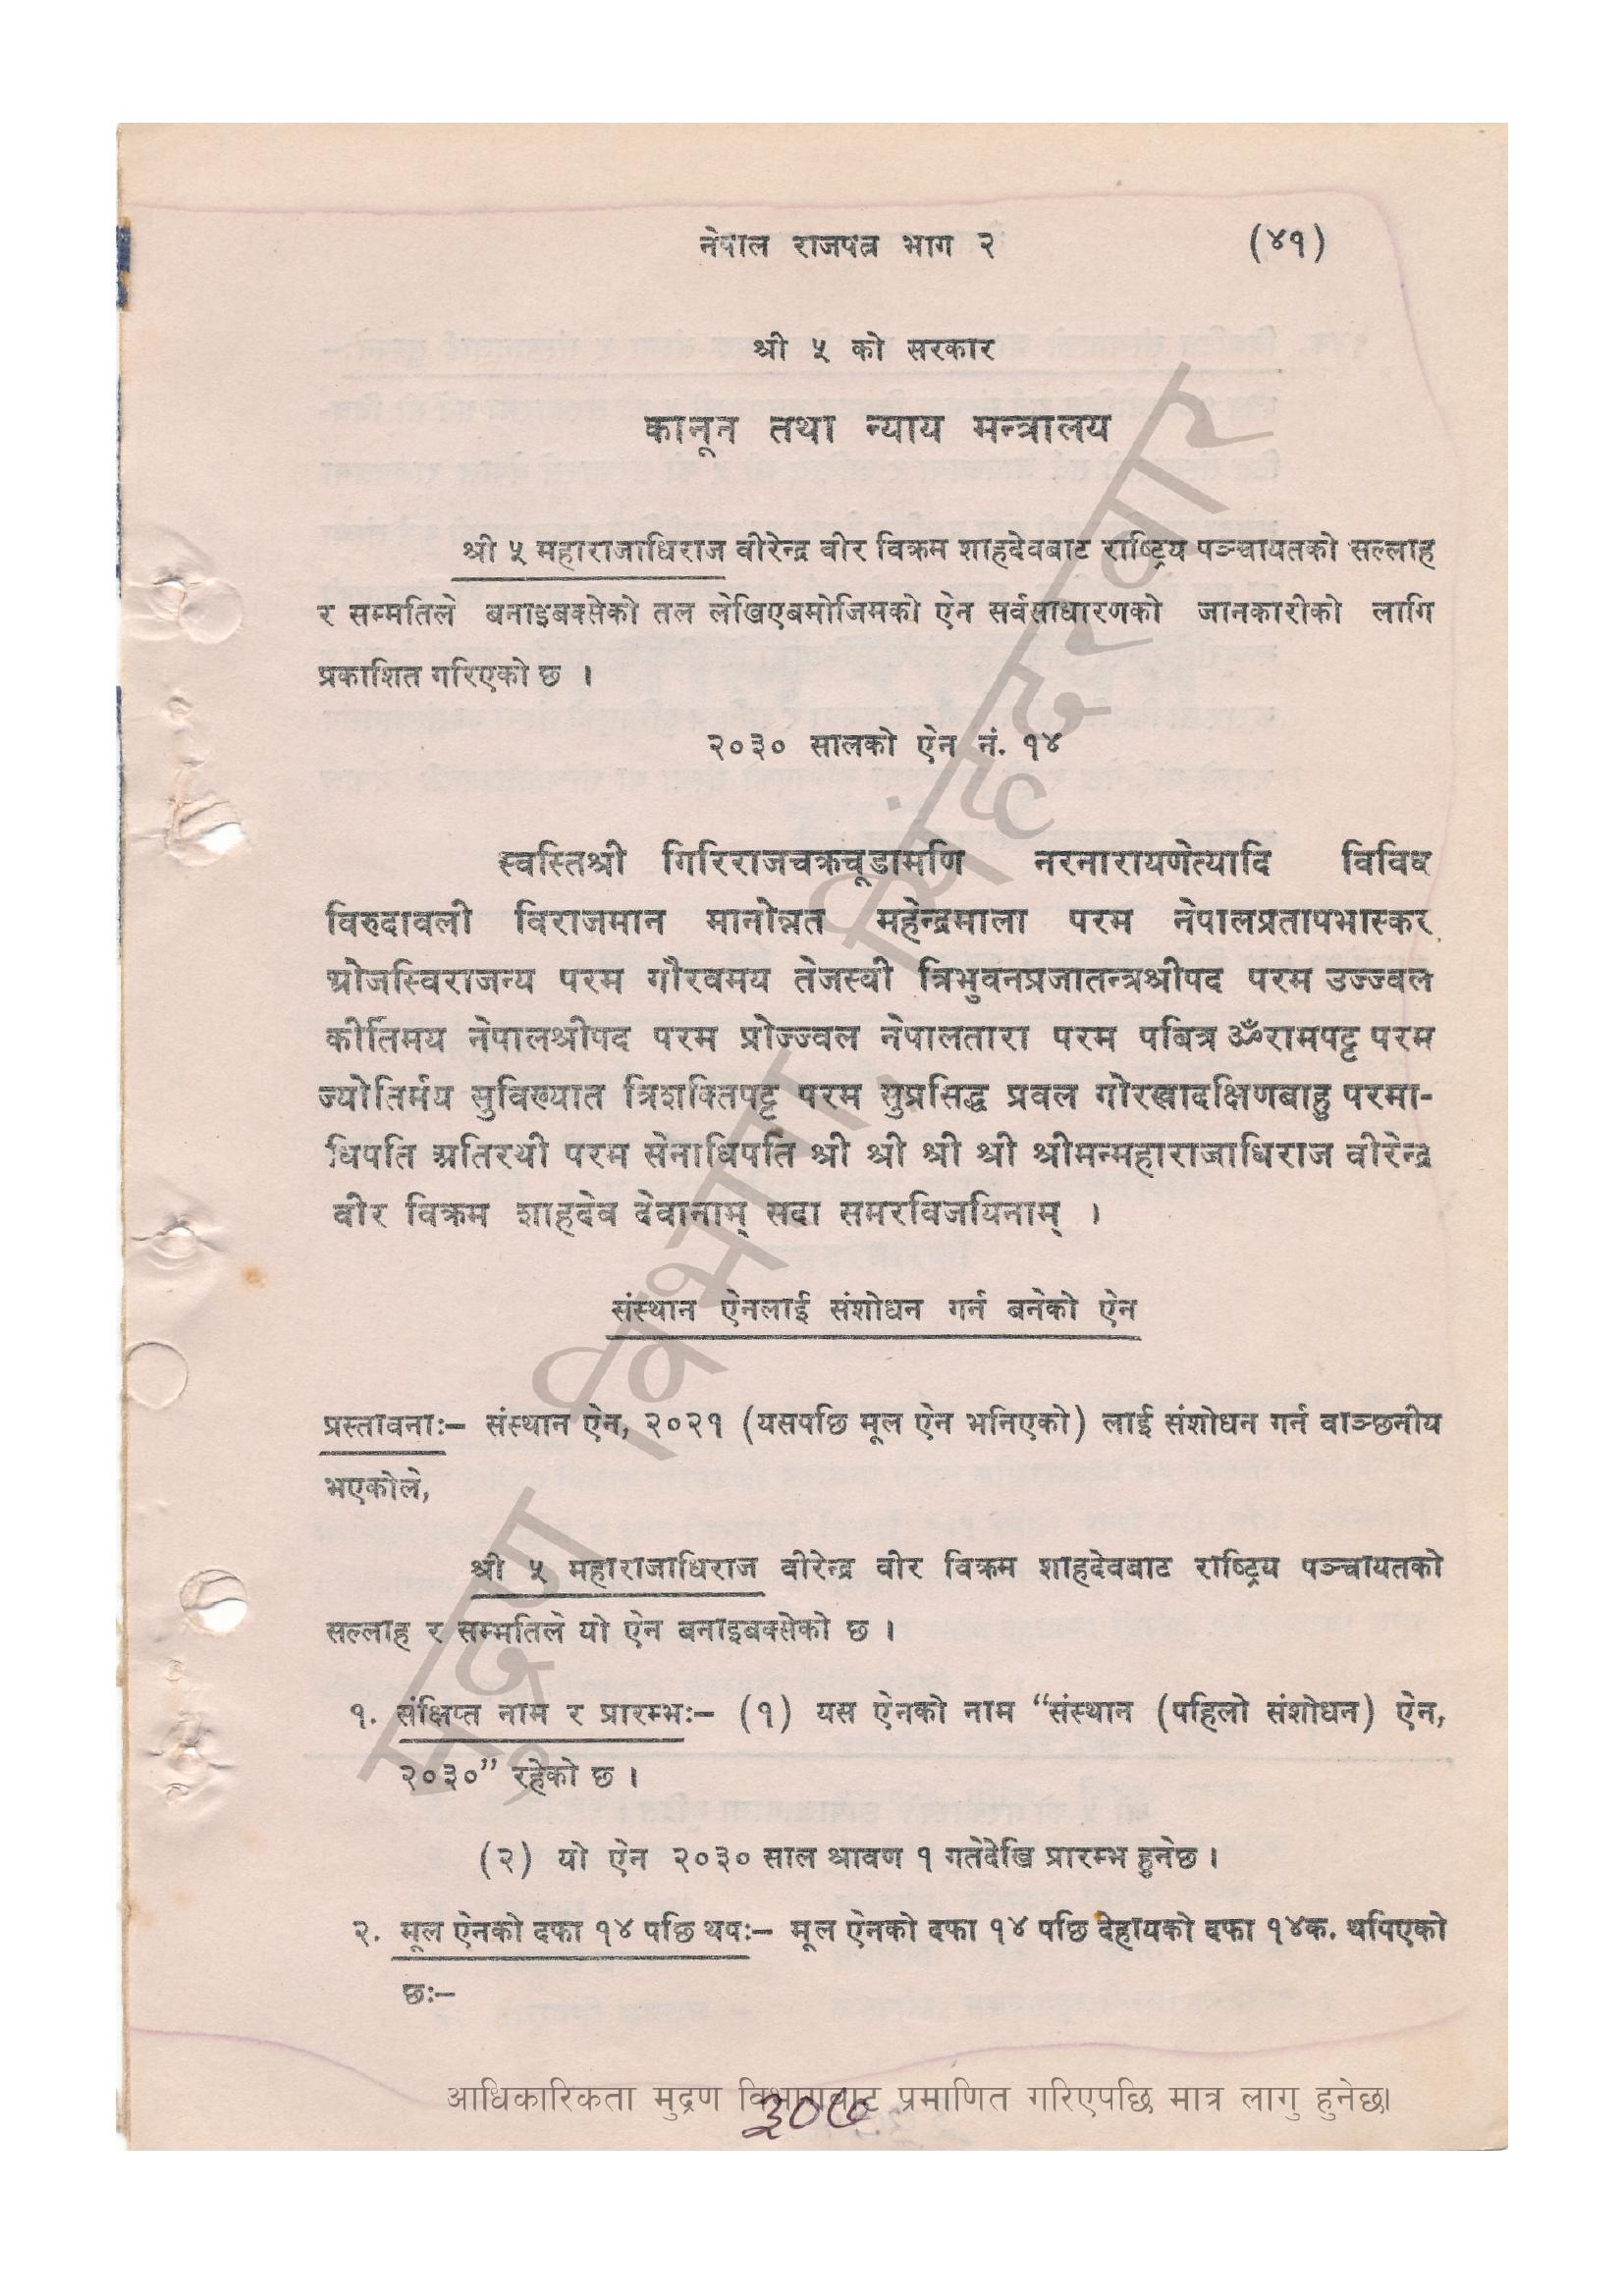 नेपाल राजपत्र भाग २ (४१)
श्री ५ को सरकार
कानून तथा न्याय मन्त्रालय
श्री ५ महाराजाधिराज वीरेन्द्र वीर विक्रम शाहदेवबाट राष्ट्रिय पञ्चायतको सल्लाह
र सम्मतिले बनाइबक्सेको तल लेखिएबमोजिमको ऐन सर्वसाधारणको जानकारीको लागि
प्रकाशित गरिएको छ ।
२०३० सालको ऐन नं. १४
स्वस्तिश्री गिरिराजचक्रचूडामणि नरनारायणेत्यादि विविध
विरुदावली विराजमान मानोन्नत महेन्द्रमाला परम नेपालप्रतापभास्कर
ओजस्विराजन्य परम गौरवमय तेजस्वी त्रिभुवनप्रजातन्त्रश्रीपद परम उज्ज्वल
कीर्तिमय नेपालश्रीपद परम प्रोज्ज्वल नेपालतारा परम पबित्र ॐरामपट्ट परम
ज्योतिर्मय सुविख्यात त्रिशक्तिपट्ट परम सुप्रसिद्ध प्रवल गोरखादक्षिणबाहु परमा-
धिपति अतिरथी परम सेनाधिपति श्री श्री श्री श्री श्रीमन्महाराजाधिराज वीरेन्द्र
वीर विक्रम शाहदेव देवानाम् सदा समरविजयिनाम् ।
संस्थान ऐनलाई संशोधन गर्न बनेको ऐन
प्रस्तावनाः– संस्थान ऐन, २०२१ (यसपछि मूल ऐन भनिएको) लाई संशोधन गर्न वाञ्छनीय
भएकोले,
श्री ५ महाराजाधिराज वीरेन्द्र वीर विक्रम शाहदेवबाट राष्ट्रिय पञ्चायतको
सल्लाह र सम्मतिले यो ऐन बनाइबक्सेको छ ।
१. संक्षिप्त नाम र प्रारम्भः– (१) यस ऐनको नाम “संस्थान (पहिलो संशोधन) ऐन,
२०३०” रहेको छ ।
(२) यो ऐन २०३० साल श्रावण १ गतेदेखि प्रारम्भ हुनेछ ।
२. मूल ऐनको दफा १४ पछि थपः– मूल ऐनको दफा १४ पछि देहायको दफा १४क. थपिएको
छः–
मुद्रण विभाग, सिंहदरवार
आधिकारिकता मुद्रण विभागबाट प्रमाणित गरिएपछि मात्र लागु हुनेछ।
३०७